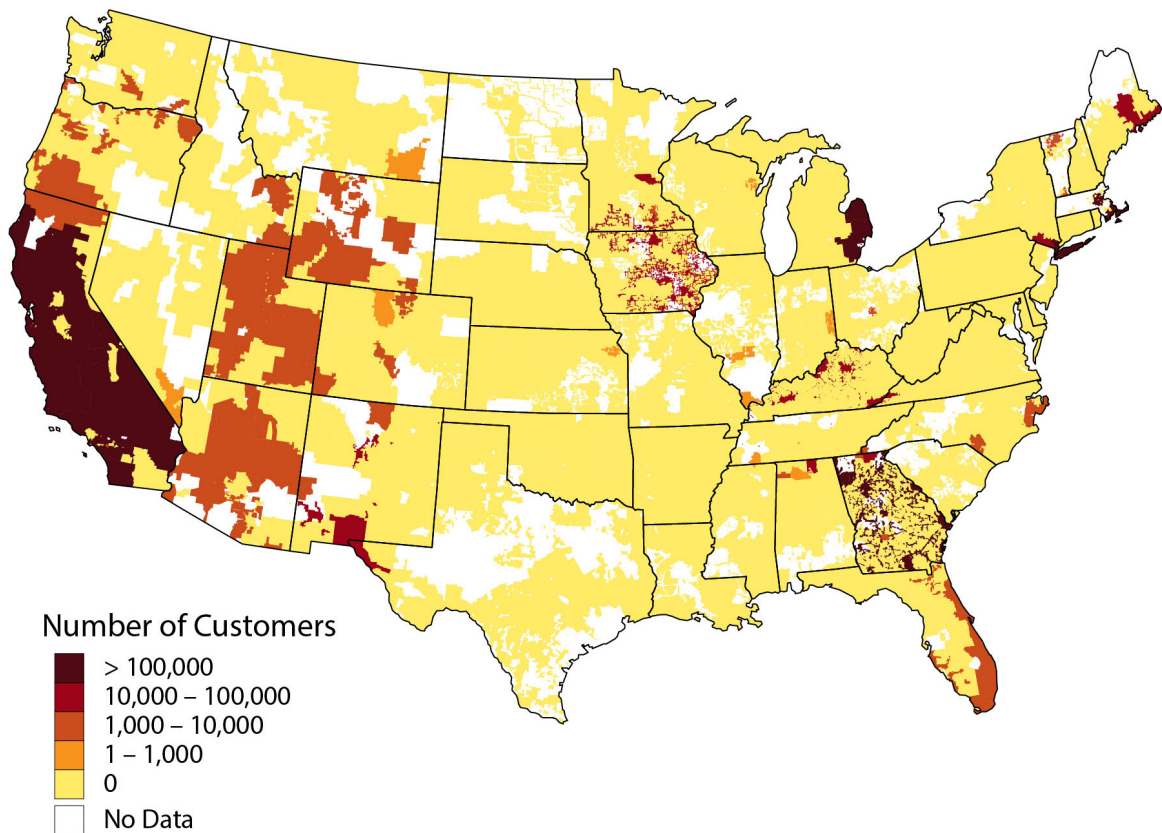 Number of Customers
> 100,000
10,000 – 100,000
1,000 – 10,000
1 – 1,000
0
No Data